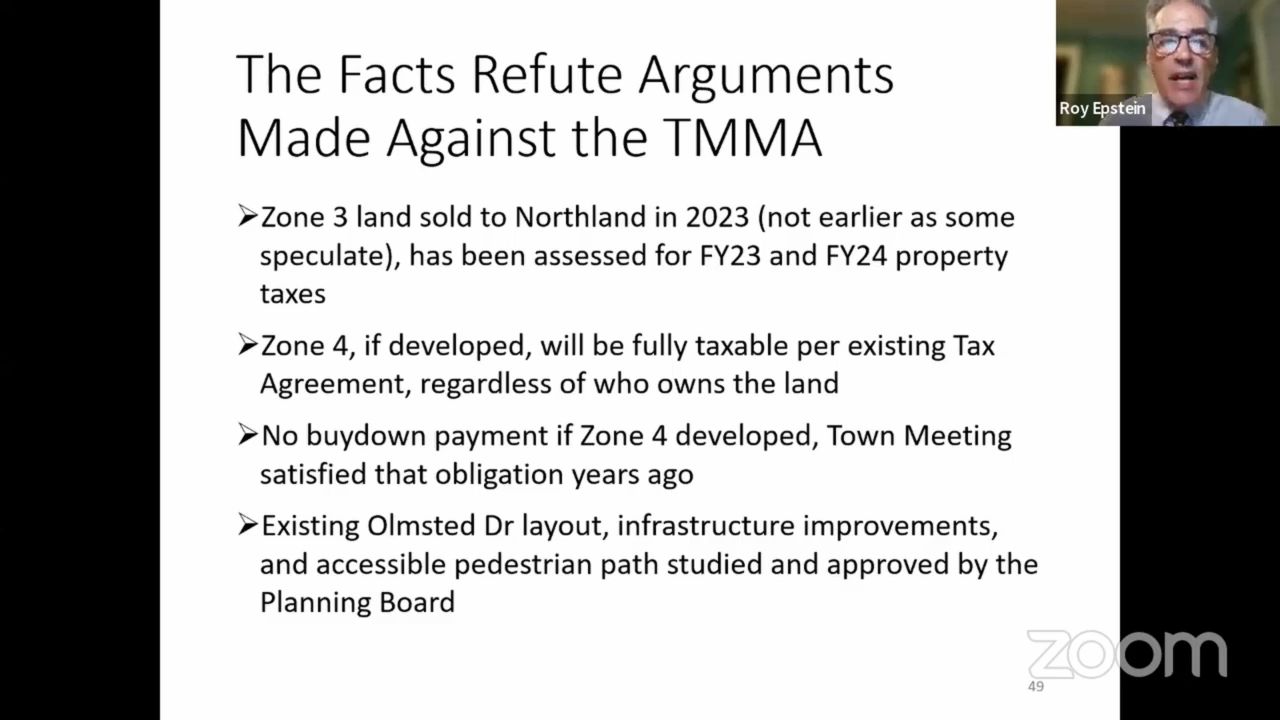 The Facts Refute Arguments
Made Against the TMMA
Roy Epstein
➢Zone 3 land sold to Northland in 2023 (not earlier as some
speculate), has been assessed for FY23 and FY24 property
taxes
➢Zone 4, if developed, will be fully taxable per existing Tax
Agreement, regardless of who owns the land
➢No buydown payment if Zone 4 developed, Town Meeting
satisfied that obligation years ago
➢Existing Olmsted Dr layout, infrastructure improvements,
and accessible pedestrian path studied and approved by the
Planning Board
zoom
49